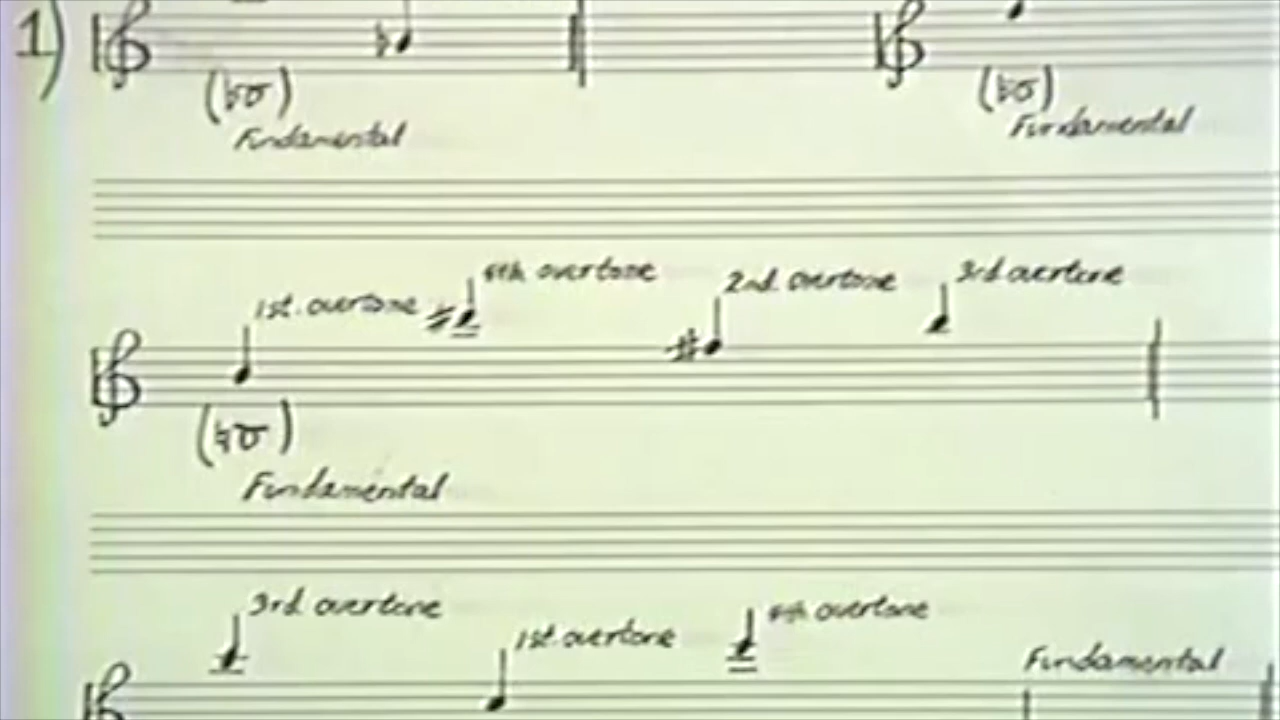 1)
Fundamental Fundamental
1st. overtone 4th overtone 2nd overtone 3rd overtone
Fundamental
3rd overtone 1st overtone 4th overtone Fundamental